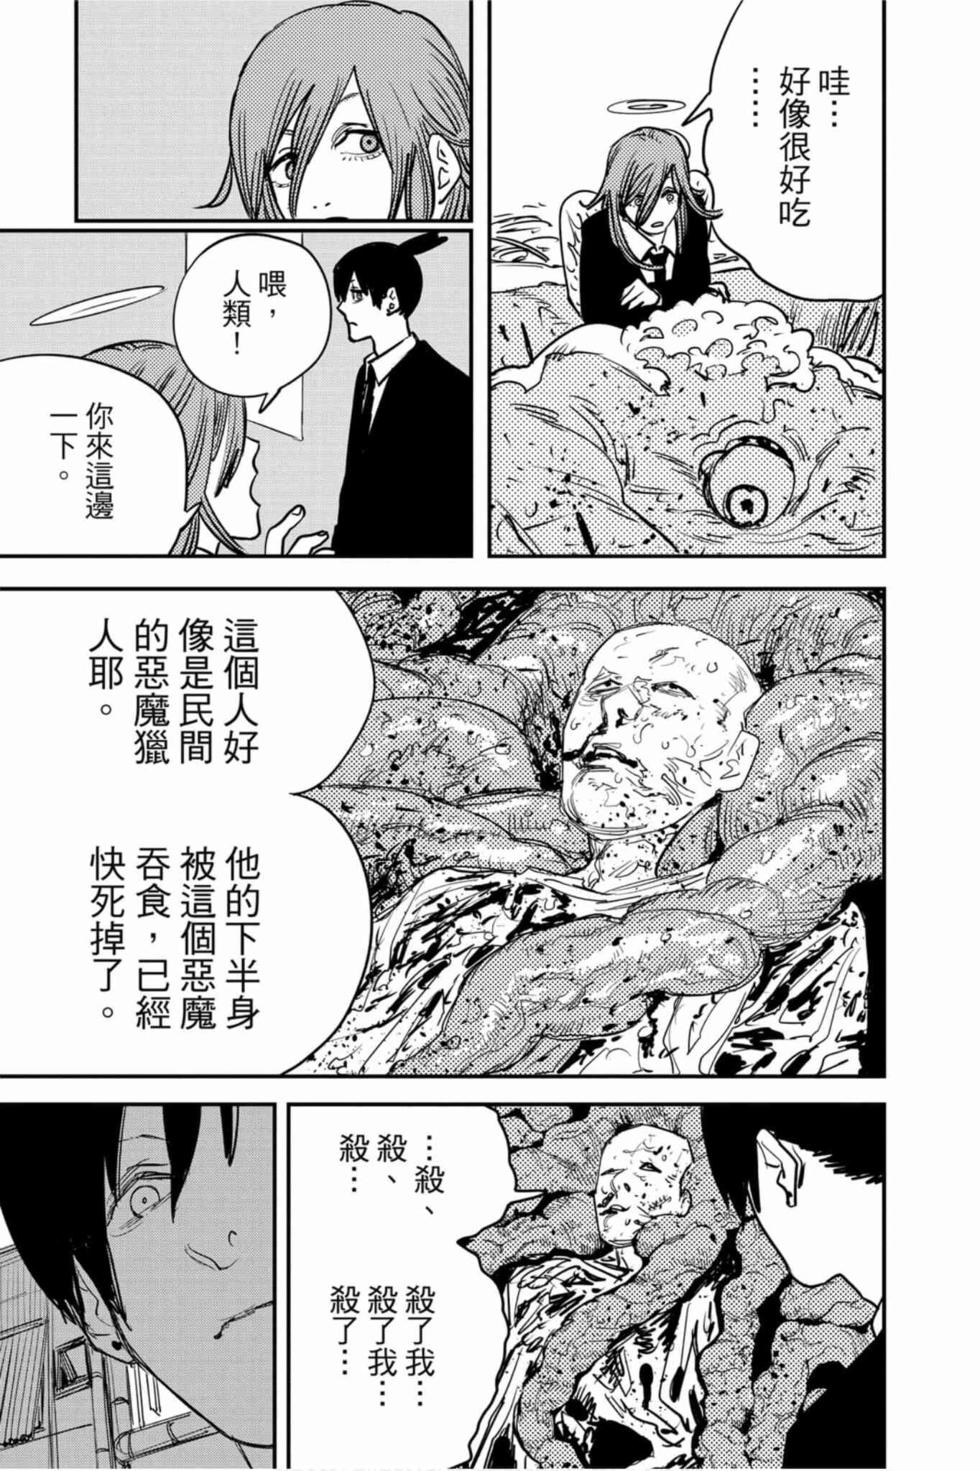 哇…
好像很好吃
……
喂，
人類！
你來這邊
一下。
這個人好
像是民間
的惡魔獵
人耶。
他的下半身
被這個惡魔
吞食，已經
快死掉了。
…殺、
殺、
殺…
殺了我…
殺了我…
殺了…